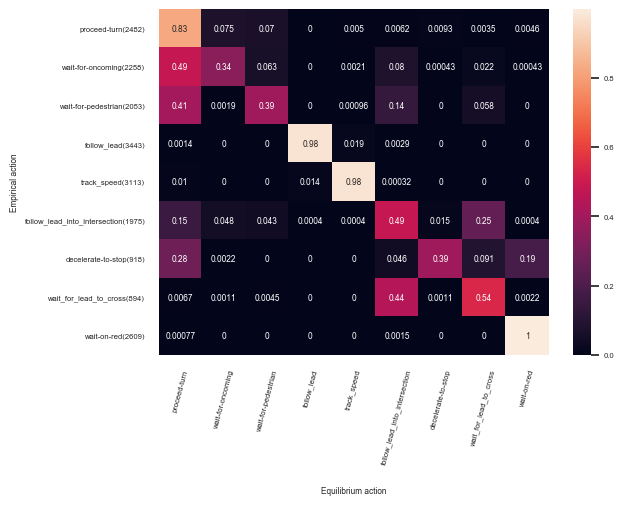 proceed-turn(2482) 0.83 0.075 0.07 0 0.005 0.0062 0.0093 0.0035 0.0046
wait-for-oncoming(2255) 0.49 0.34 0.063 0 0.0021 0.08 0.00043 0.022 0.00043
wait-for-pedestrian(2053) 0.41 0.0019 0.39 0 0.00096 0.14 0 0.058 0
follow_lead(3443) 0.0014 0 0 0.98 0.019 0.0029 0 0 0
track_speed(3113) 0.01 0 0 0.014 0.98 0.00032 0 0 0
follow_lead_into_intersection(1975) 0.15 0.048 0.043 0.0004 0.0004 0.49 0.015 0.25 0.0004
decelerate-to-stop(918) 0.28 0.0022 0 0 0 0.046 0.39 0.091 0.19
wait_for_lead_to_cross(894) 0.0067 0.0011 0.0045 0 0 0.44 0.0011 0.54 0.0022
wait-on-red(2609) 0.00077 0 0 0 0 0.0015 0 0 1
Empirical action
proceed-turn
wait-for-oncoming
wait-for-pedestrian
follow_lead
track_speed
follow_lead_into_intersection
decelerate-to-stop
wait_for_lead_to_cross
wait-on-red
Equilibrium action
0.8
0.6
0.4
0.2
0.0